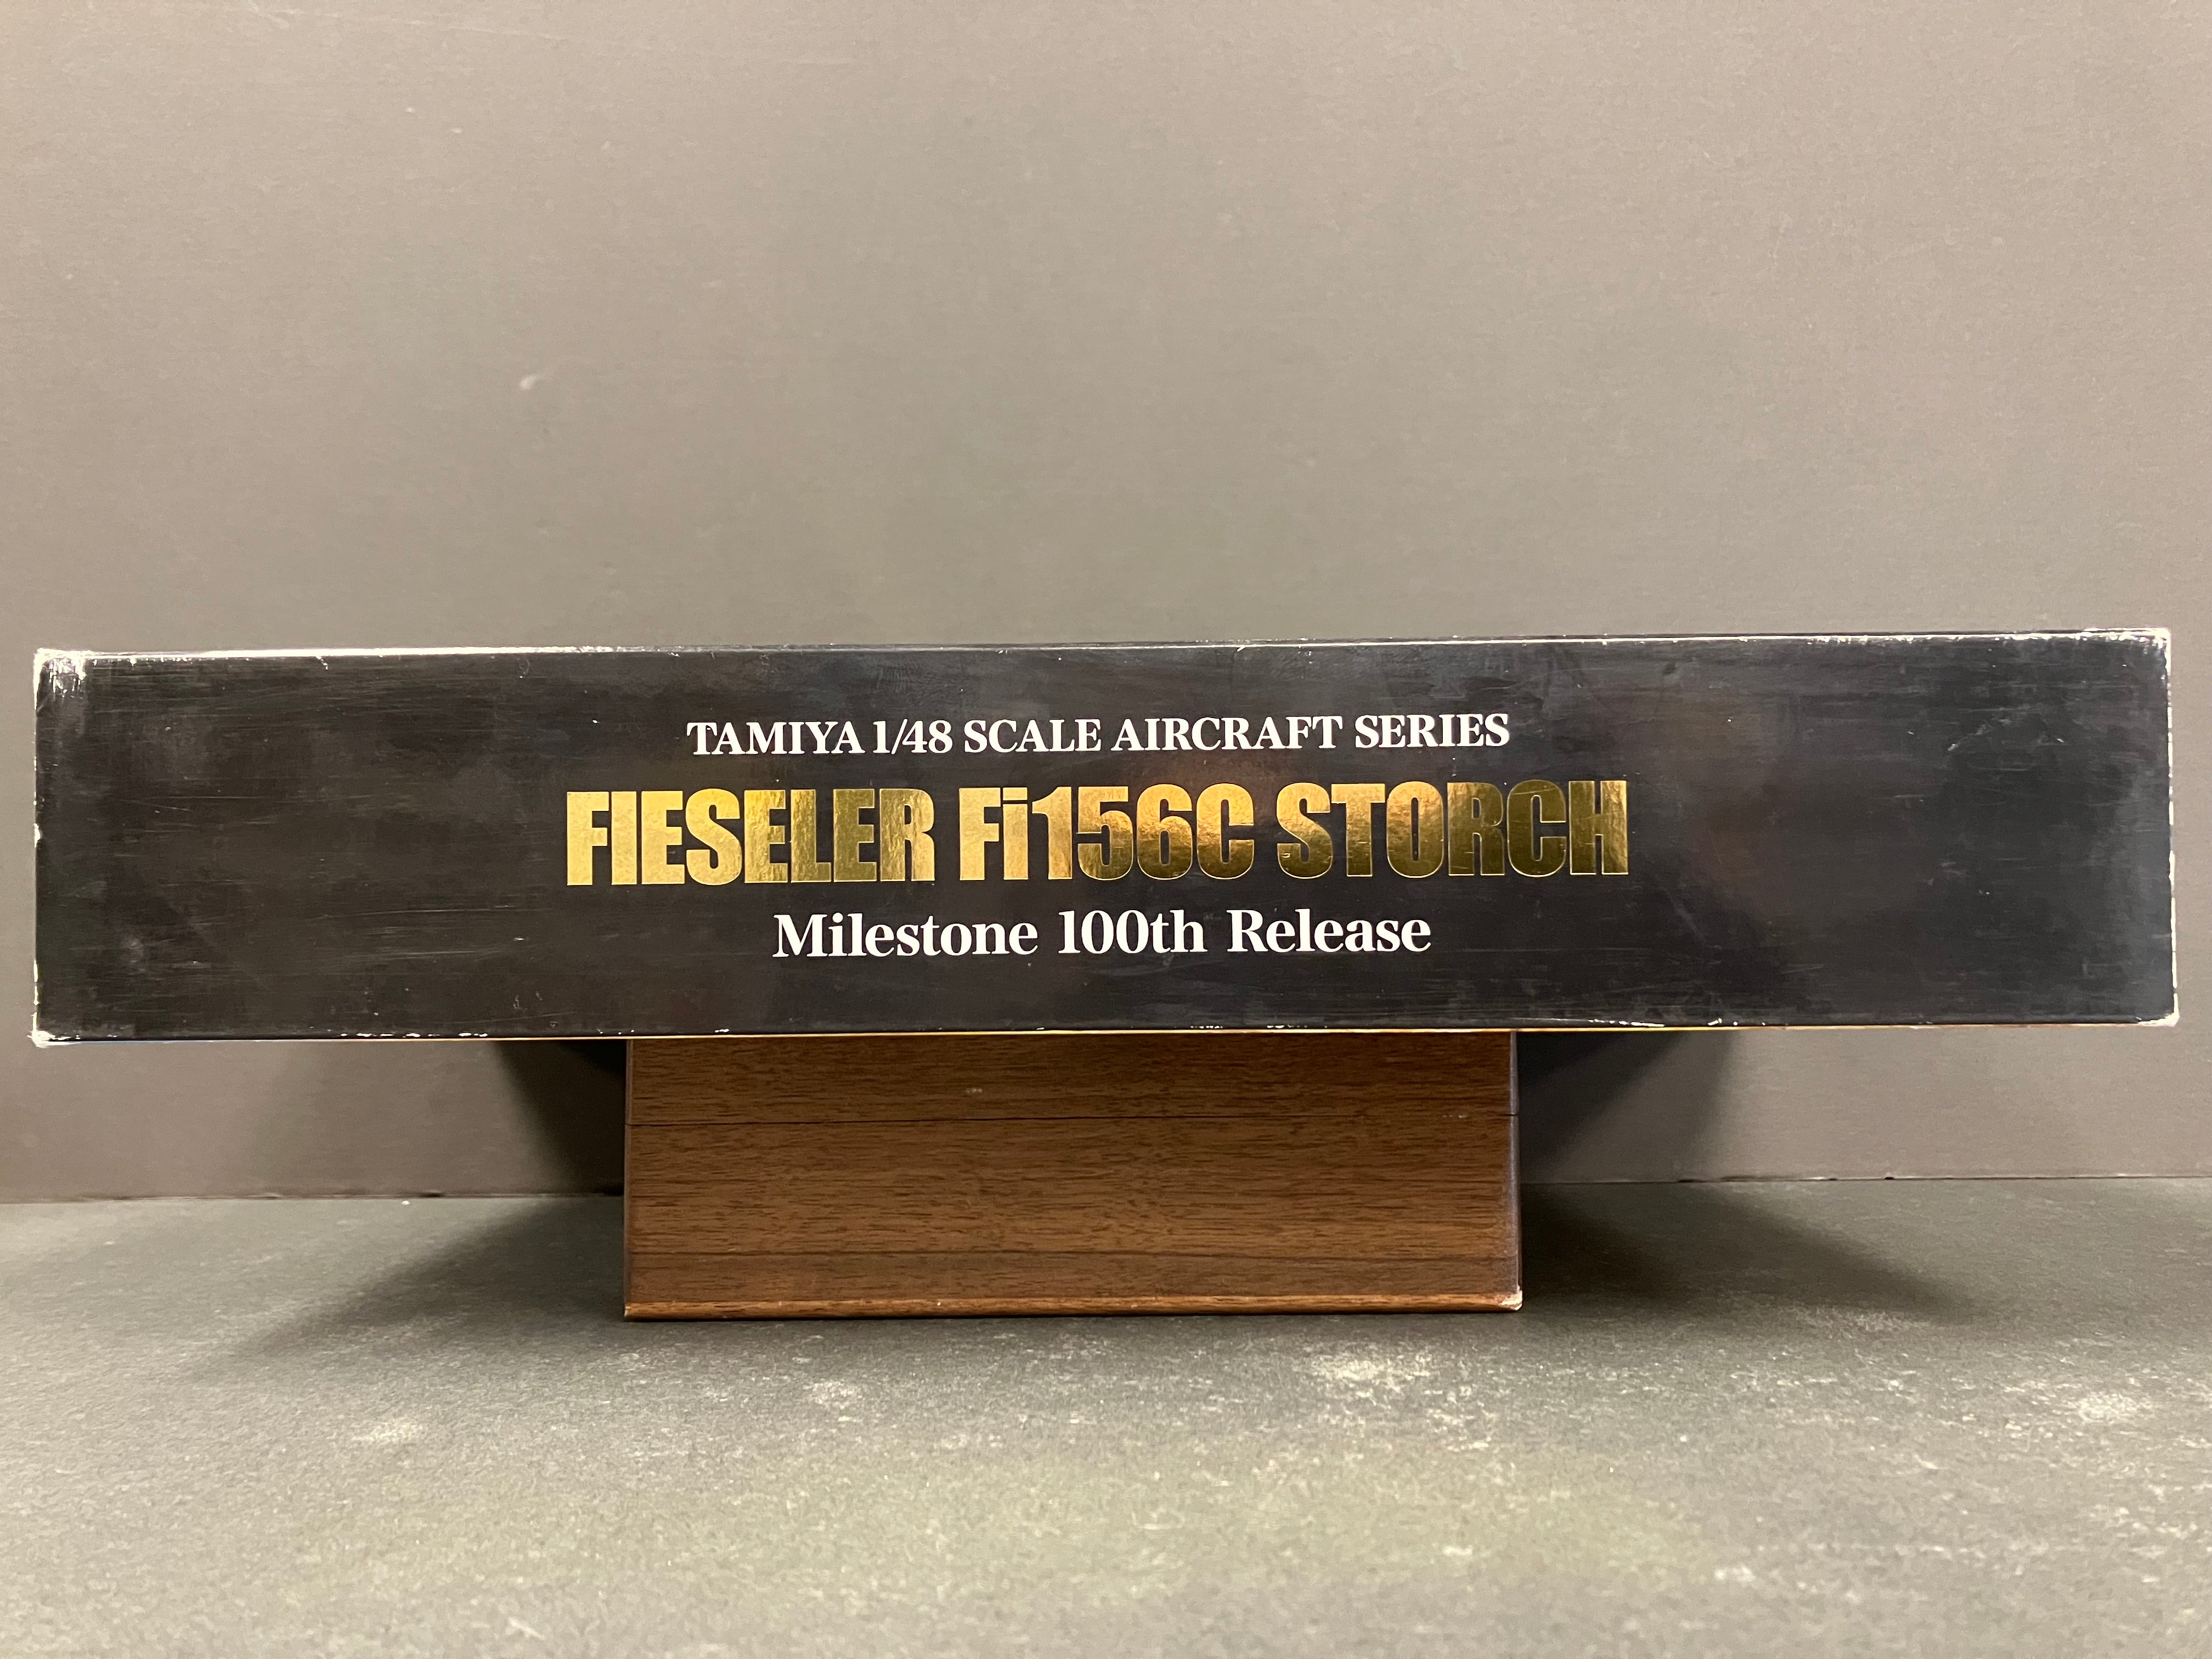 TAMIYA 1/48 SCALE AIRCRAFT SERIES
FIESELER Fi156C STORCH
Milestone 100th Release